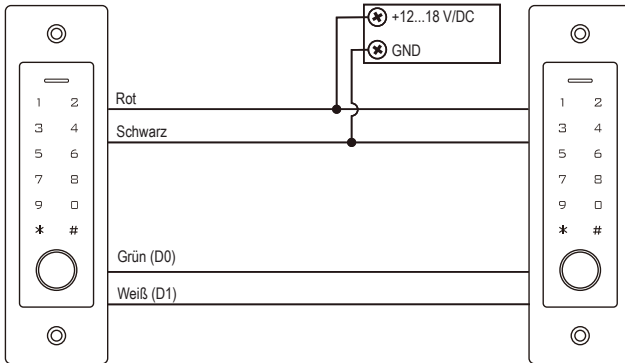 +12...18 V/DC
GND
Rot
Schwarz
Grün (D0)
Weiß (D1)
1 2
3 4
5 6
7 8
9 0
* #
1 2
3 4
5 6
7 8
9 0
* #